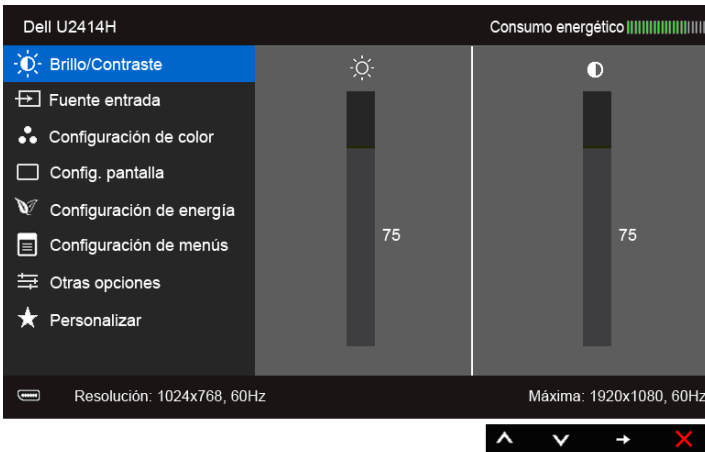 Dell U2414H
Consumo energético
Brillo/Contraste
Fuente entrada
Configuración de color
Config. pantalla
Configuración de energía
Configuración de menús
Otras opciones
Personalizar
75
75
Resolución: 1024x768, 60Hz
Máxima: 1920x1080, 60Hz